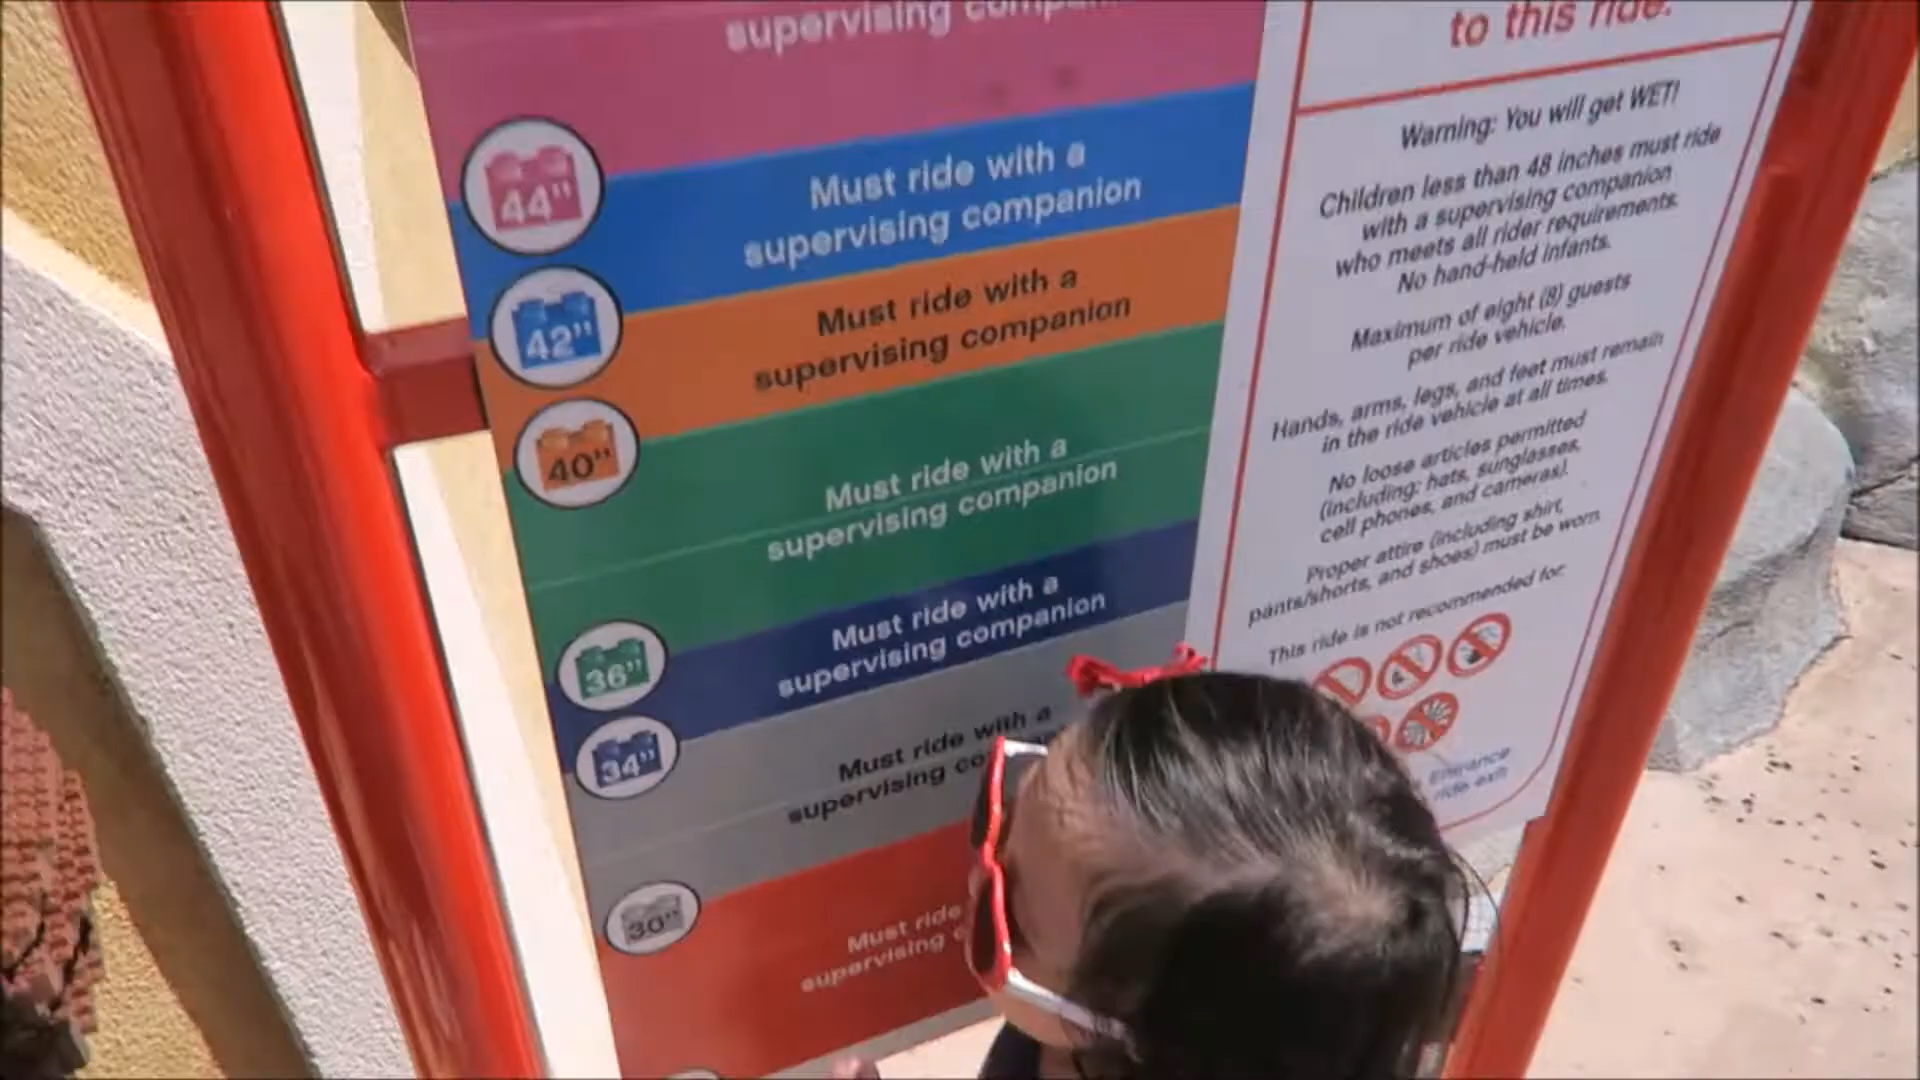 supervising
44"
Must ride with a
supervising companion
42"
Must ride with a
supervising companion
40"
Must ride with a
supervising companion
36"
Must ride with a
supervising companion
34"
Must ride with a
supervising
30"
Must ride
supervising
to this ride.
Warning: You will get WET!
Children less than 48 inches must ride
with a supervising companion
who meets all rider requirements.
No hand-held infants.
Maximum of eight (8) guests
per ride vehicle.
Hands, arms, legs, and feet must remain
in the ride vehicle at all times.
No loose articles permitted
(including: hats, sunglasses,
cell phones, and cameras).
Proper attire (including shirt,
pants/shorts, and shoes) must be worn.
This ride is not recommended for:
Entrance
ride exit